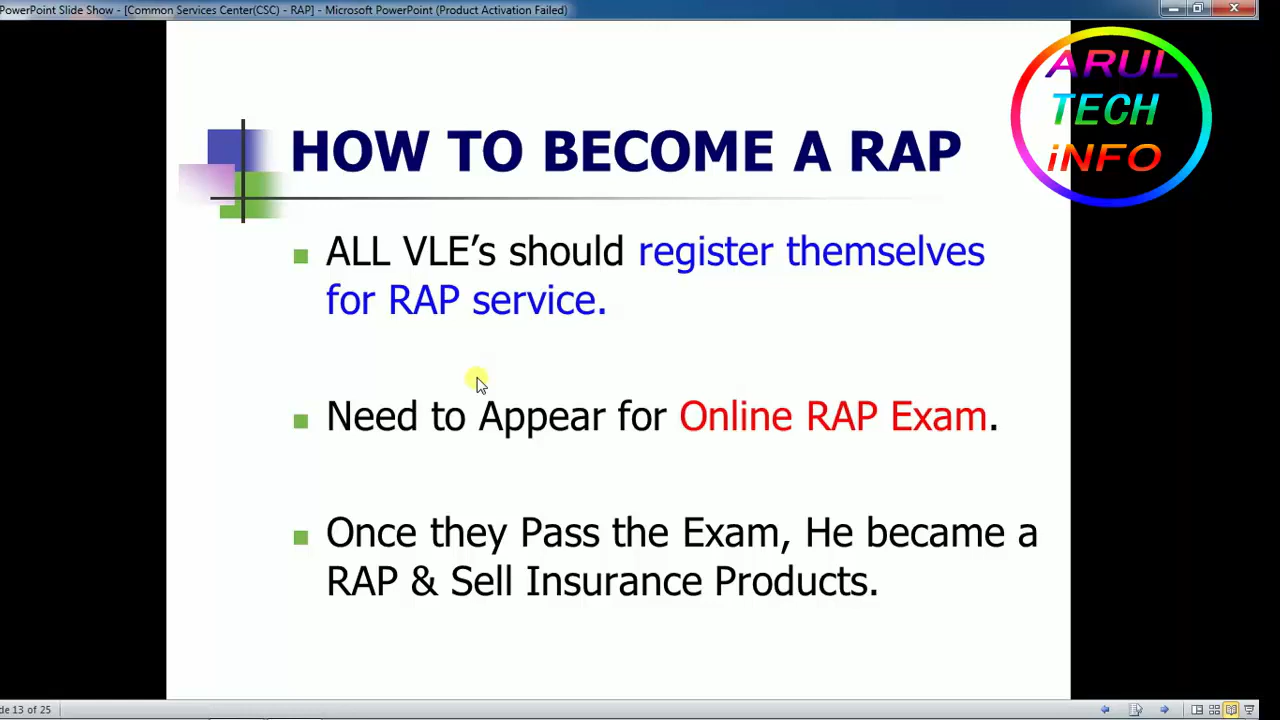 PowerPoint Slide Show - [Common Services Center(CSC) - RAP] - Microsoft PowerPoint (Product Activation Failed)
ARUL
TECH
iNFO
HOW TO BECOME A RAP
ALL VLE’s should register themselves
for RAP service.
Need to Appear for Online RAP Exam.
Once they Pass the Exam, He became a
RAP & Sell Insurance Products.
de 13 of 25